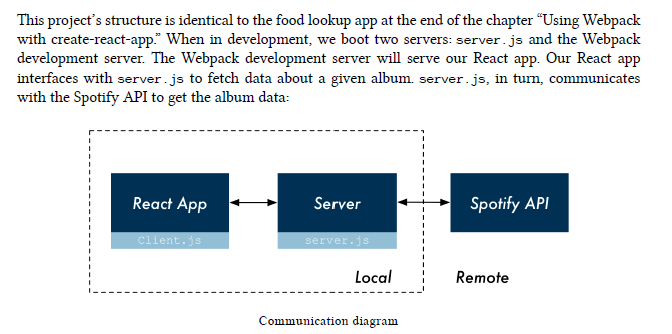 This project's structure is identical to the food lookup app at the end of the chapter “Using Webpack
with create-react-app.” When in development, we boot two servers: server.js and the Webpack
development server. The Webpack development server will serve our React app. Our React app
interfaces with server.js to fetch data about a given album. server.js, in turn, communicates
with the Spotify API to get the album data:
React App
Client.js
Server
server.js
Spotify API
Local
Remote
Communication diagram